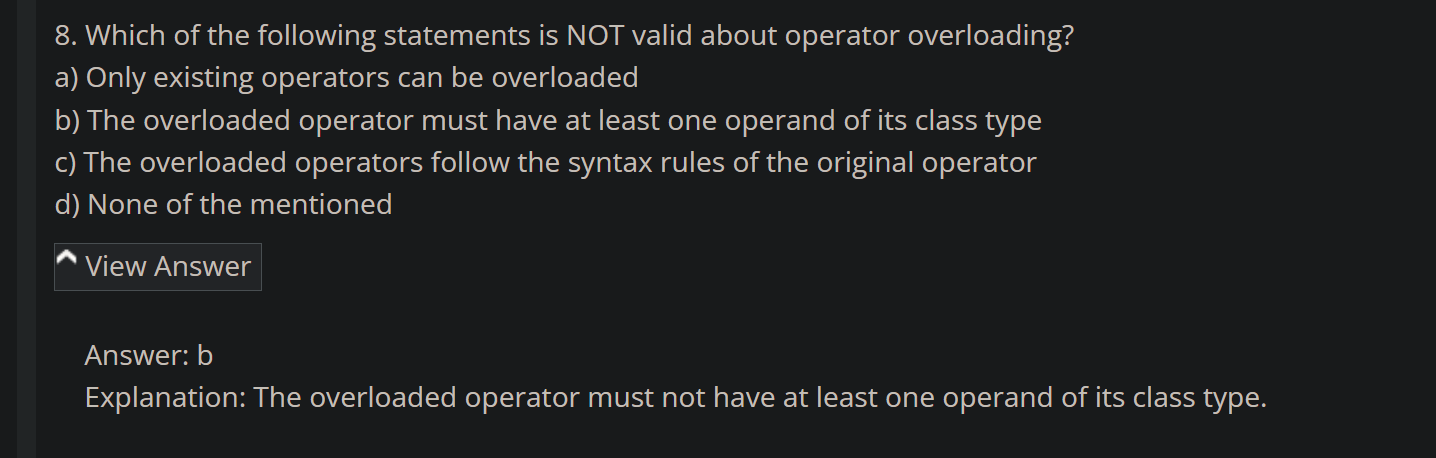 8. Which of the following statements is NOT valid about operator overloading?
a) Only existing operators can be overloaded
b) The overloaded operator must have at least one operand of its class type
c) The overloaded operators follow the syntax rules of the original operator
d) None of the mentioned
View Answer
Answer: b
Explanation: The overloaded operator must not have at least one operand of its class type.